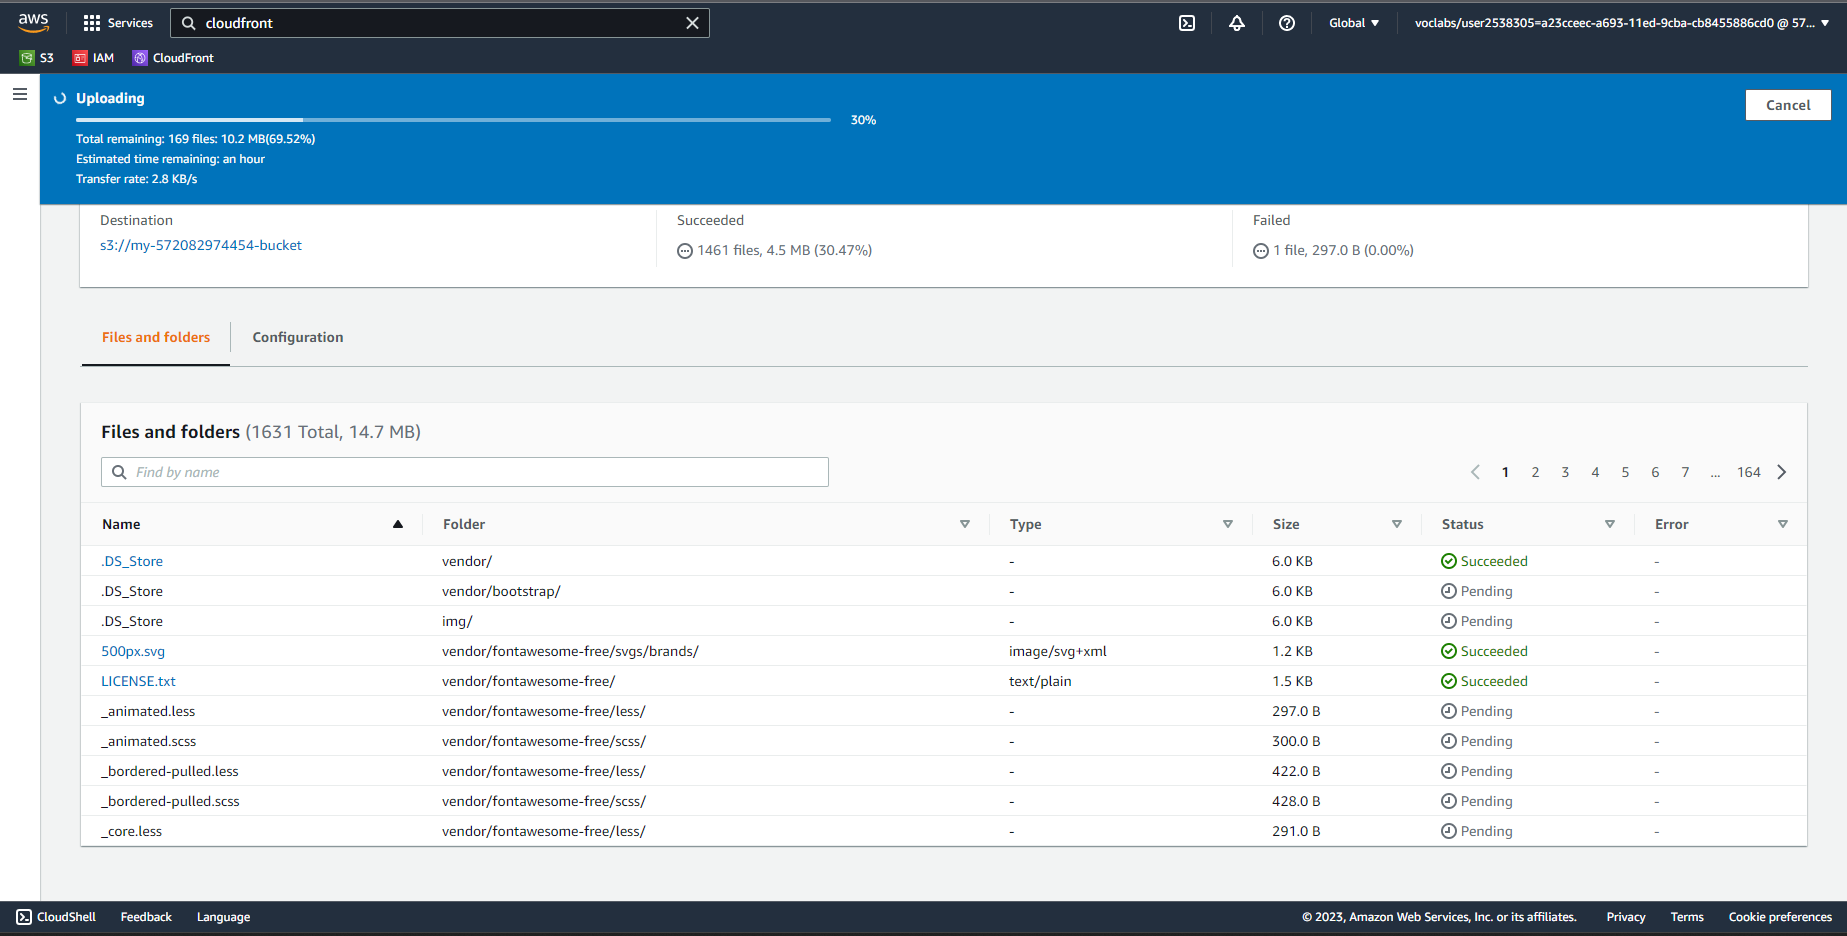 aws Services cloudfront Global voclabs/user2538305=a23cceec-a693-11ed-9cba-cb8455886cd0 @ 57...
S3 IAM CloudFront
Uploading Cancel
30%
Total remaining: 169 files: 10.2 MB(69.52%)
Estimated time remaining: an hour
Transfer rate: 2.8 KB/s
Destination Succeeded Failed
s3://my-572082974454-bucket 1461 files, 4.5 MB (30.47%) 1 file, 297.0 B (0.00%)
Files and folders Configuration
Files and folders (1631 Total, 14.7 MB)
Find by name 1 2 3 4 5 6 7 ... 164
Name Folder Type Size Status Error
.DS_Store vendor/ - 6.0 KB Succeeded -
.DS_Store vendor/bootstrap/ - 6.0 KB Pending -
.DS_Store img/ - 6.0 KB Pending -
500px.svg vendor/fontawesome-free/svgs/brands/ image/svg+xml 1.2 KB Succeeded -
LICENSE.txt vendor/fontawesome-free/ text/plain 1.5 KB Succeeded -
_animated.less vendor/fontawesome-free/less/ - 297.0 B Pending -
_animated.scss vendor/fontawesome-free/scss/ - 300.0 B Pending -
_bordered-pulled.less vendor/fontawesome-free/less/ - 422.0 B Pending -
_bordered-pulled.scss vendor/fontawesome-free/scss/ - 428.0 B Pending -
_core.less vendor/fontawesome-free/less/ - 291.0 B Pending -
CloudShell Feedback Language © 2023, Amazon Web Services, Inc. or its affiliates. Privacy Terms Cookie preferences